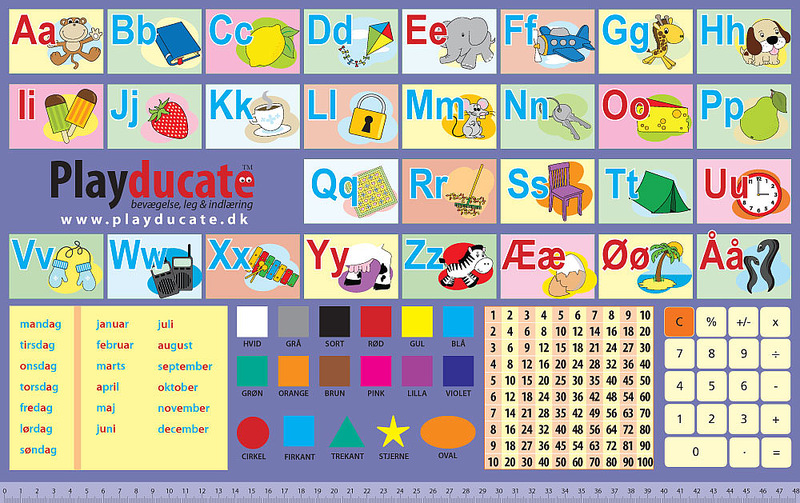 Aa Bb Cc Dd Ee Ff Gg Hh
Ii Jj Kk Ll Mm Nn Oo Pp
Playducate™
bevægelse, leg & indlæring
www.playducate.dk
Qq Rr Ss Tt Uu
Vv Ww Xx Yy Zz Ææ Øø Åå
mandag
tirsdag
onsdag
torsdag
fredag
lørdag
søndag
januar
februar
marts
april
maj
juni
juli
august
september
oktober
november
december
HVID GRÅ SORT RØD GUL BLÅ
GRØN ORANGE BRUN PINK LILLA VIOLET
CIRKEL FIRKANT TREKANT STJERNE OVAL
1 2 3 4 5 6 7 8 9 10
2 4 6 8 10 12 14 16 18 20
3 6 9 12 15 18 21 24 27 30
4 8 12 16 20 24 28 32 36 40
5 10 15 20 25 30 35 40 45 50
6 12 18 24 30 36 42 48 54 60
7 14 21 28 35 42 49 56 63 70
8 16 24 32 40 48 56 64 72 80
9 18 27 36 45 54 63 72 81 90
10 20 30 40 50 60 70 80 90 100
C % +/- x
7 8 9 ÷
4 5 6 -
1 2 3 +
0 . =
0 1 2 3 4 5 6 7 8 9 10 11 12 13 14 15 16 17 18 19 20 21 22 23 24 25 26 27 28 29 30 31 32 33 34 35 36 37 38 39 40 41 42 43 44 45 46 47 48